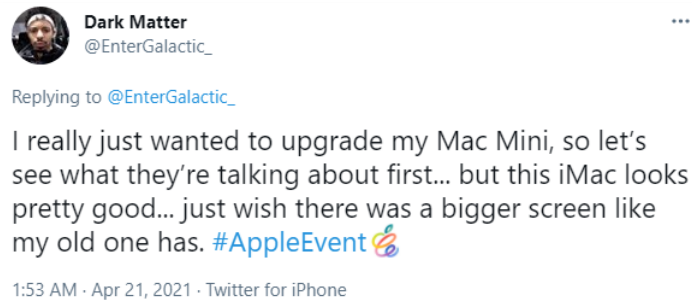 Dark Matter
@EnterGalactic_
Replying to @EnterGalactic_
I really just wanted to upgrade my Mac Mini, so let's
see what they're talking about first... but this iMac looks
pretty good... just wish there was a bigger screen like
my old one has. #AppleEvent
1:53 AM · Apr 21, 2021 · Twitter for iPhone